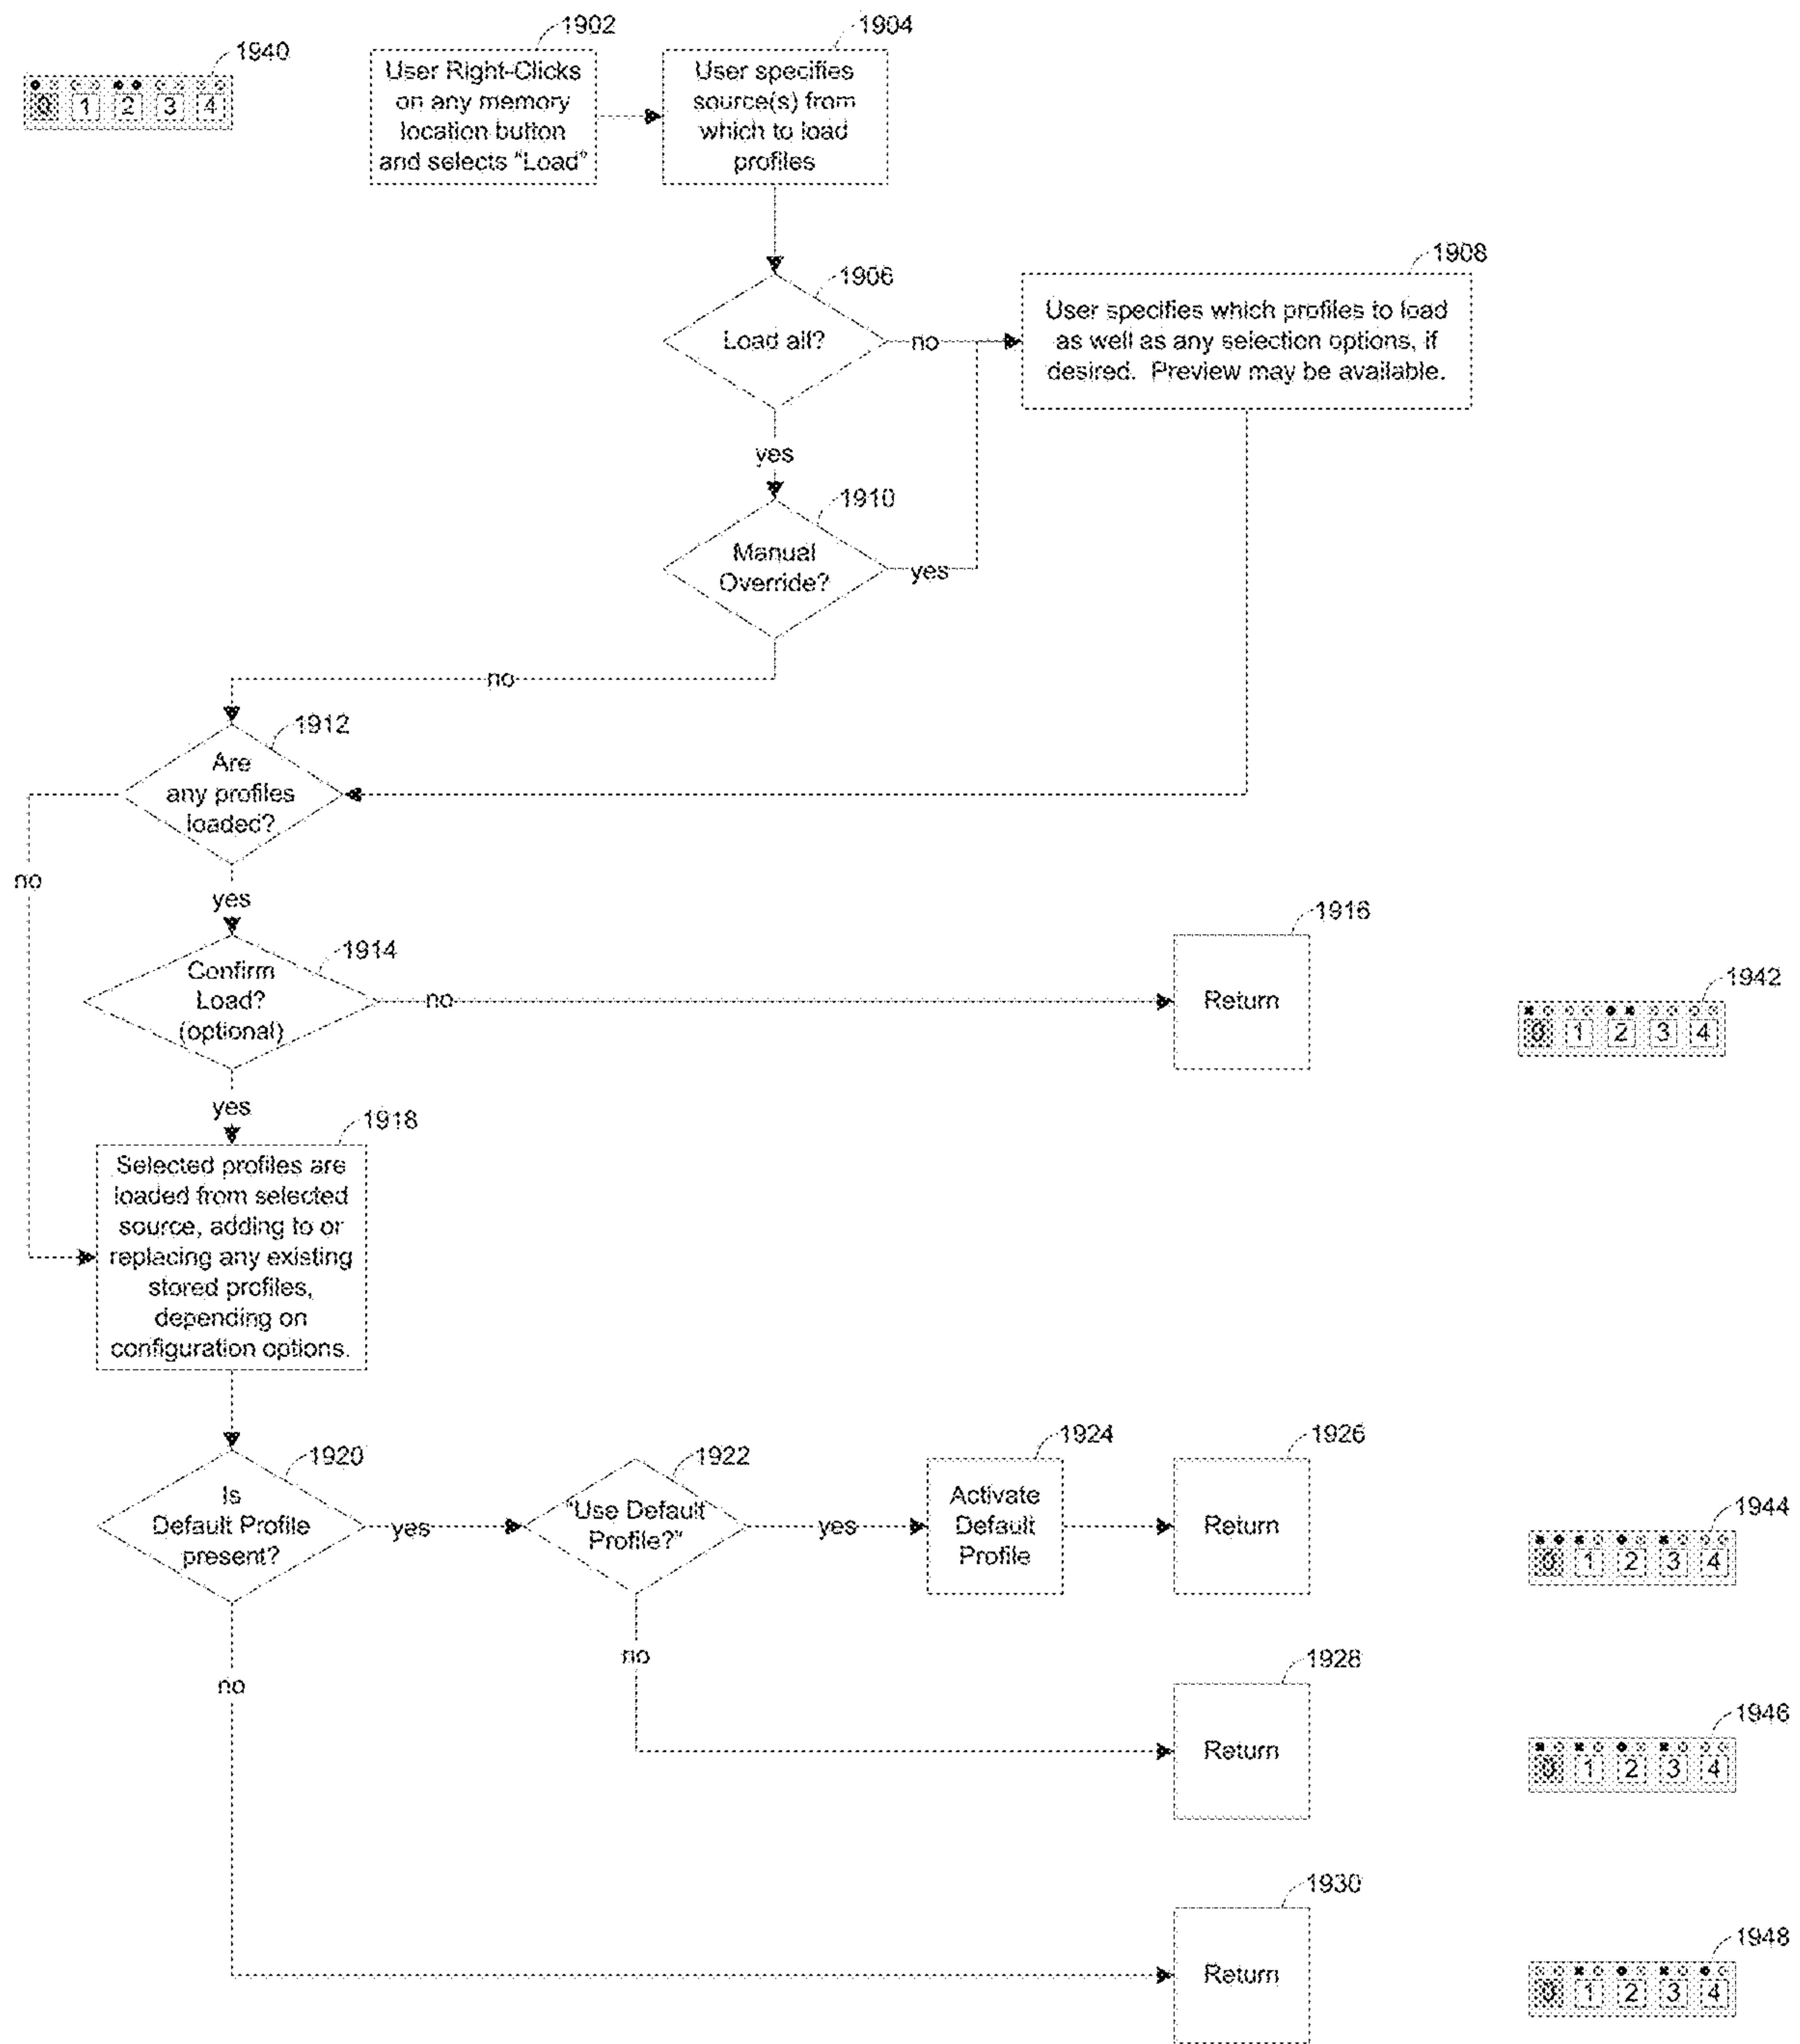 1902
1904
1940
User Right-Clicks
on any memory
location button
and selects "Load"
User specifies
source(s) from
which to load
profiles
0 1 2 3 4
1906
1908
Load all?
no
User specifies which profiles to load
as well as any selection options, if
desired. Preview may be available.
yes
1910
Manual
Override?
yes
no
1912
Are
any profiles
loaded?
no
yes
1914
Confirm
Load?
(optional)
no
1916
Return
1942
0 1 2 3 4
yes
1918
Selected profiles are
loaded from selected
source, adding to or
replacing any existing
stored profiles,
depending on
configuration options.
1920
Is
Default Profile
present?
yes
1922
"Use Default
Profile?"
yes
1924
Activate
Default
Profile
1926
Return
1944
0 1 2 3 4
no
no
1928
Return
1946
0 1 2 3 4
1930
Return
1948
0 1 2 3 4